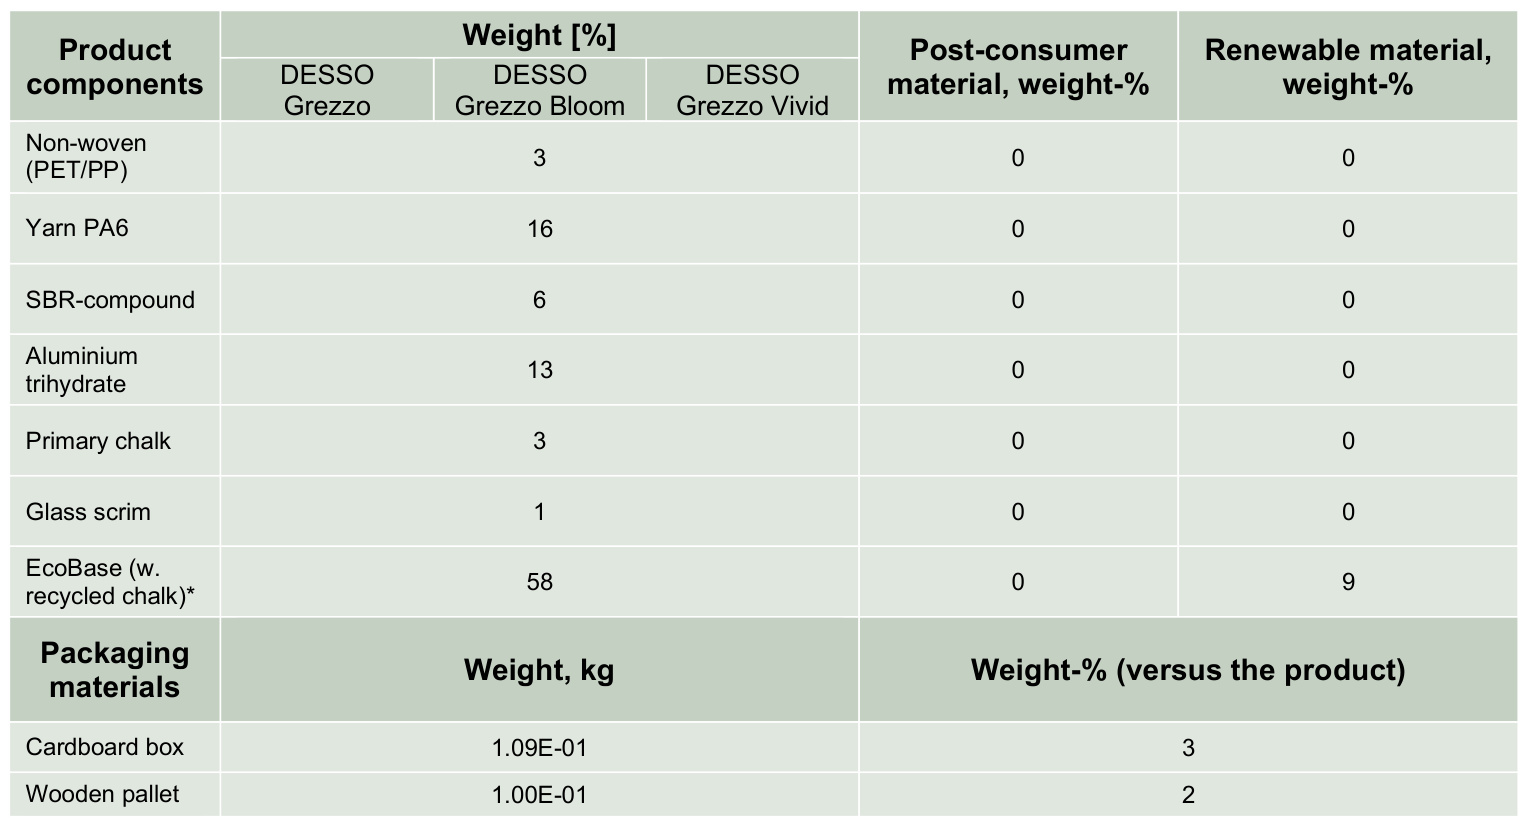 Product components
Weight [%]
Post-consumer material, weight-%
Renewable material, weight-%
DESSO Grezzo
DESSO Grezzo Bloom
DESSO Grezzo Vivid
Non-woven (PET/PP)
3
0
0
Yarn PA6
16
0
0
SBR-compound
6
0
0
Aluminium trihydrate
13
0
0
Primary chalk
3
0
0
Glass scrim
1
0
0
EcoBase (w. recycled chalk)*
58
0
9
Packaging materials
Weight, kg
Weight-% (versus the product)
Cardboard box
1.09E-01
3
Wooden pallet
1.00E-01
2